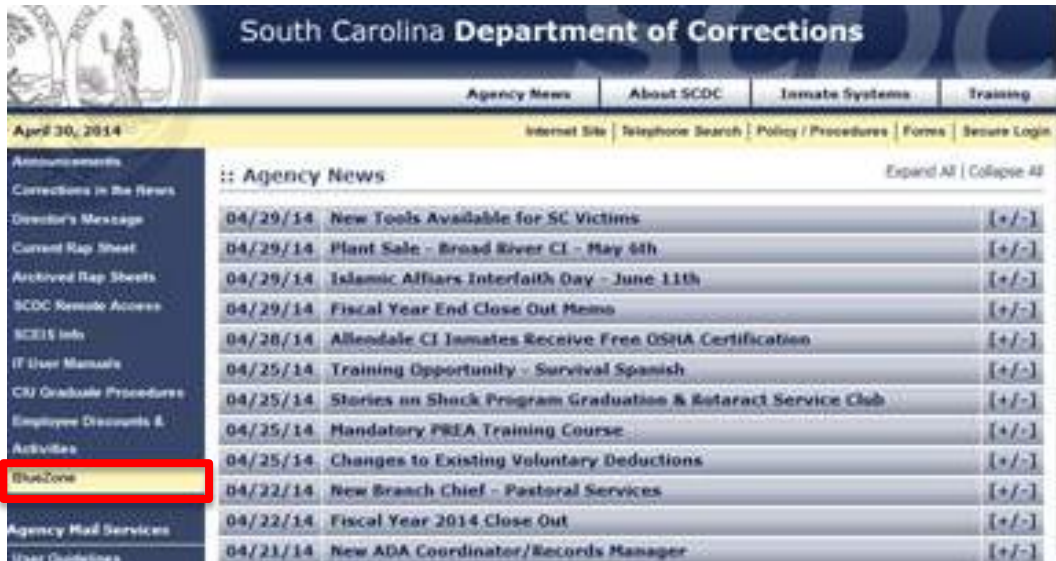 South Carolina Department of Corrections
SCDC
Agency News About SCDC Inmate Systems Training
April 30, 2014 Internet Site | Telephone Search | Policy / Procedures | Forms | Secure Login
Announcements
Corrections in the News
Director's Message
Current Rap Sheet
Archived Rap Sheets
SCDC Remote Access
SCEIS Info
IT User Manuals
CIU Graduate Procedures
Employee Discounts &
Activities
BlueZone
Agency Mail Services
User Guidelines
:: Agency News Expand All | Collapse All
04/29/14 New Tools Available for SC Victims [+/-]
04/29/14 Plant Sale - Broad River CI - May 6th [+/-]
04/29/14 Islamic Affiars Interfaith Day - June 11th [+/-]
04/29/14 Fiscal Year End Close Out Memo [+/-]
04/28/14 Allendale CI Inmates Receive Free OSHA Certification [+/-]
04/25/14 Training Opportunity - Survival Spanish [+/-]
04/25/14 Stories on Shock Program Graduation & Rotaract Service Club [+/-]
04/25/14 Mandatory PREA Training Course [+/-]
04/25/14 Changes to Existing Voluntary Deductions [+/-]
04/22/14 New Branch Chief - Pastoral Services [+/-]
04/22/14 Fiscal Year 2014 Close Out [+/-]
04/21/14 New ADA Coordinator/Records Manager [+/-]